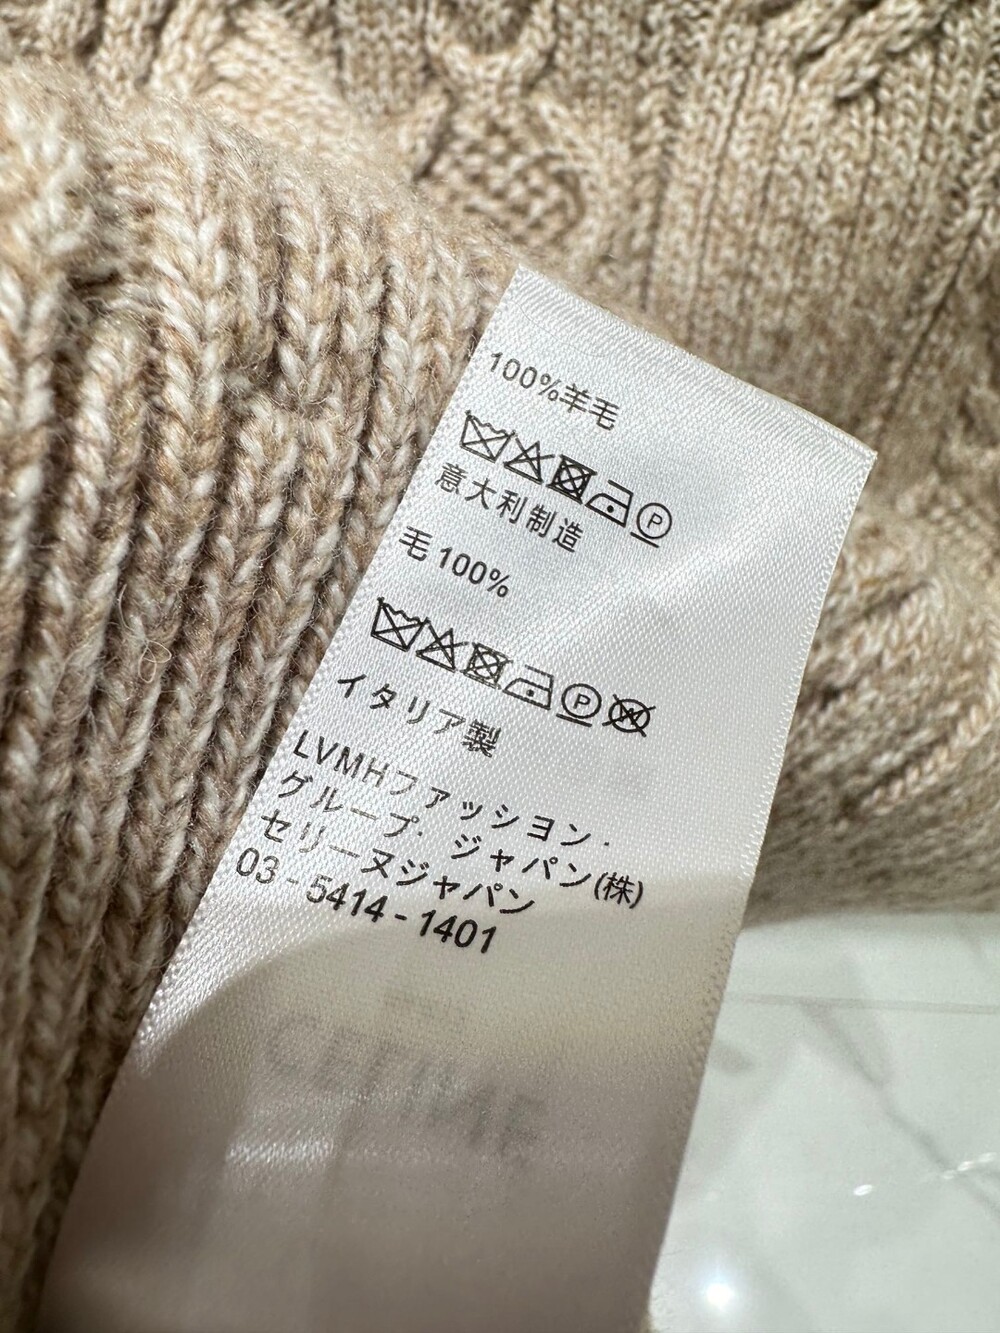 100%羊毛
P
意大利制造
毛 100%
P W
イタリア製
LVMHファッション・
グループ・ジャパン(株)
セリーヌジャパン
03-5414-1401